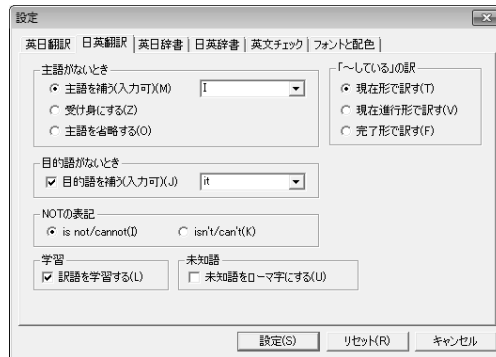 設定
英日翻訳 日英翻訳 英日辞書 日英辞書 英文チェック フォントと配色
主語がないとき
主語を補う(入力可)(M) I
受け身にする(Z)
主語を省略する(O)
「～している」の訳
現在形で訳す(T)
現在進行形で訳す(V)
完了形で訳す(F)
目的語がないとき
目的語を補う(入力可)(J) it
NOTの表記
is not/cannot(I) isn't/can't(K)
学習
訳語を学習する(L)
未知語
未知語をローマ字にする(U)
設定(S) リセット(R) キャンセル